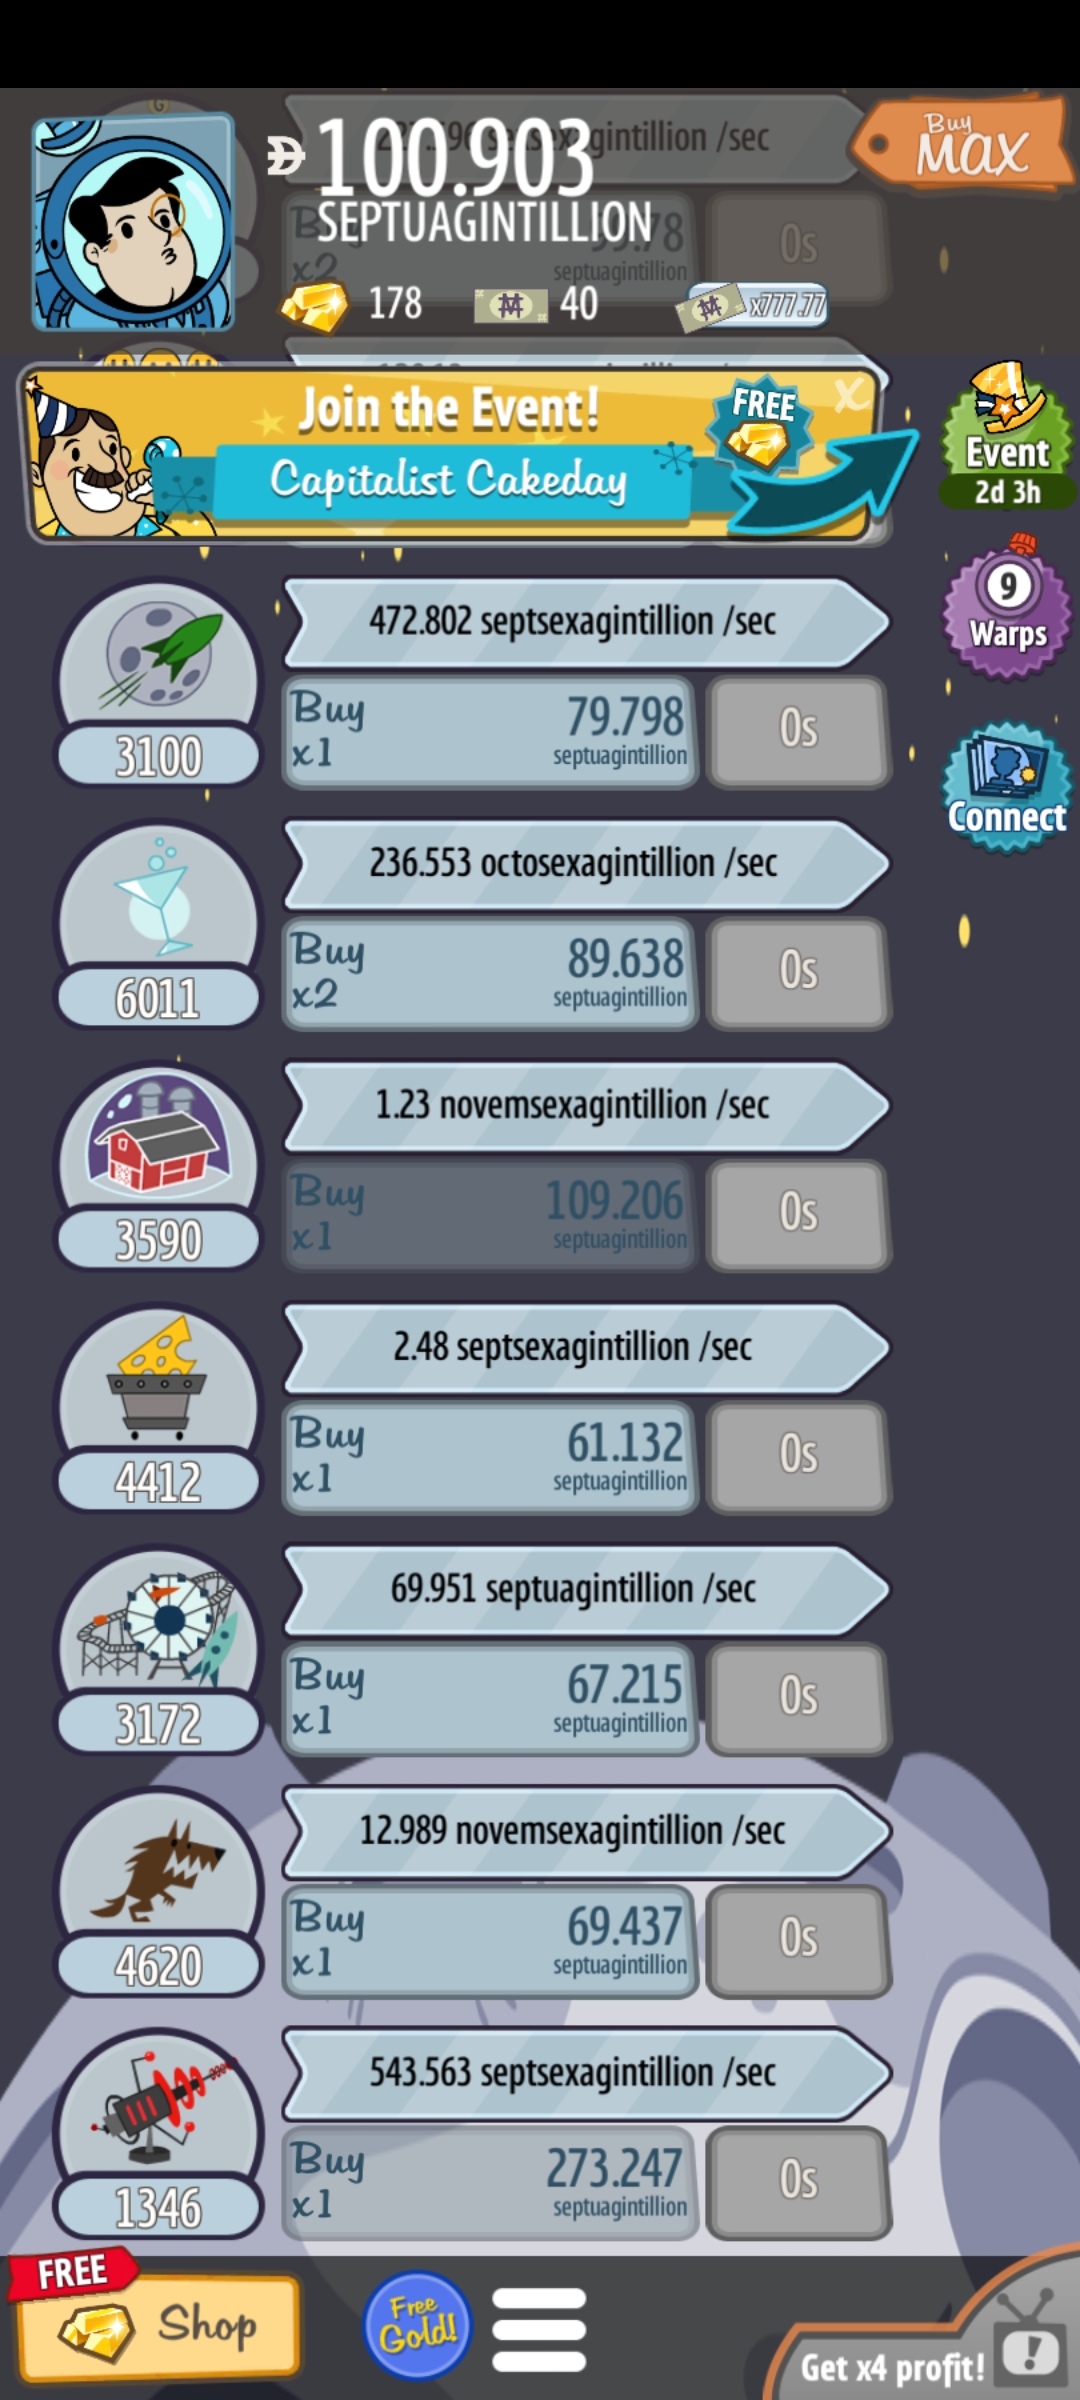 100.903
SEPTUAGINTILLION
Buy
MAX
/sec
Buy
x2
septuagintillion
0s
178
40
x777.77
Join the Event!
FREE
X
Capitalist Cakeday
Event
2d 3h
9
Warps
Connect
472.802 septsexagintillion /sec
Buy
x1
79.798
septuagintillion
0s
3100
236.553 octosexagintillion /sec
Buy
x2
89.638
septuagintillion
0s
6011
1.23 novemsexagintillion /sec
Buy
x1
109.206
septuagintillion
0s
3590
2.48 septsexagintillion /sec
Buy
x1
61.132
septuagintillion
0s
4412
69.951 septuagintillion /sec
Buy
x1
67.215
septuagintillion
0s
3172
12.989 novemsexagintillion /sec
Buy
x1
69.437
septuagintillion
0s
4620
543.563 septsexagintillion /sec
Buy
x1
273.247
septuagintillion
0s
1346
FREE
Shop
Free
Gold!
Get x4 profit!
!